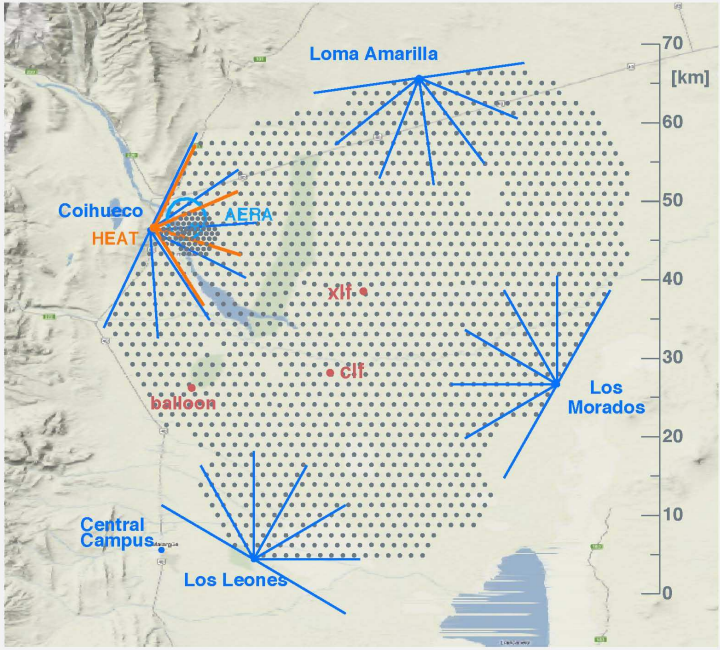 Loma Amarilla
70
[km]
60
50
Coihueco
AERA
HEAT
40
xlf
clf
30
balloon
Los
Morados
20
10
Central
Campus
Los Leones
0